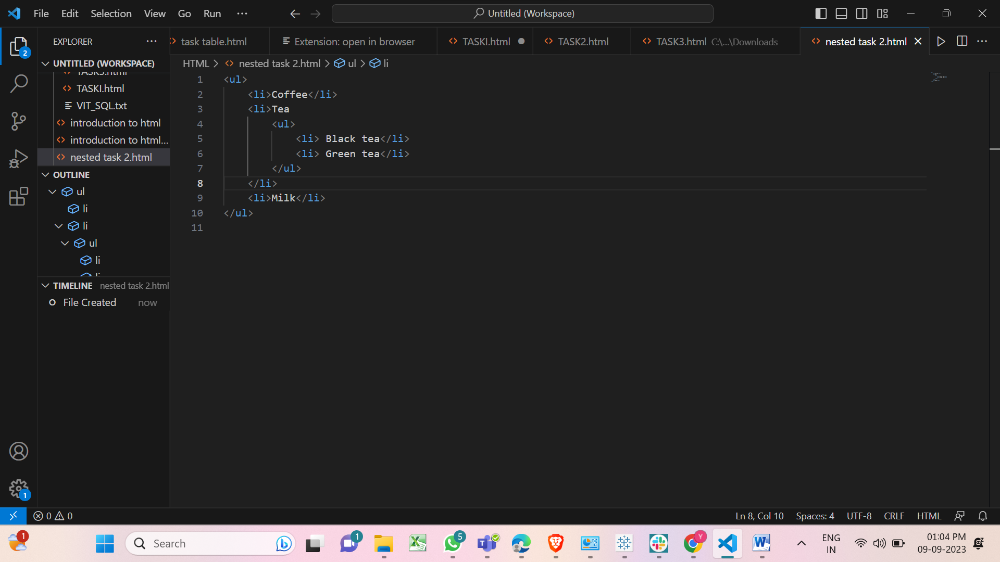 File Edit Selection View Go Run ··· Untitled (Workspace)
EXPLORER ···
task table.html Extension: open in browser TASKI.html TASK2.html TASK3.html C:\...\Downloads nested task 2.html
2
UNTITLED (WORKSPACE)
TASK3.html
TASKI.html
VIT_SQL.txt
introduction to html
introduction to html...
nested task 2.html
OUTLINE
ul
li
li
ul
li
li
TIMELINE nested task 2.html
File Created now
HTML > nested task 2.html > ul > li
1 <ul>
2 <li>Coffee</li>
3 <li>Tea
4 <ul>
5 <li> Black tea</li>
6 <li> Green tea</li>
7 </ul>
8 </li>
9 <li>Milk</li>
10 </ul>
11
1
0 0 Ln 8, Col 10 Spaces: 4 UTF-8 CRLF HTML
1 Search 1 5 T Y W ENG 01:04 PM
IN 09-09-2023